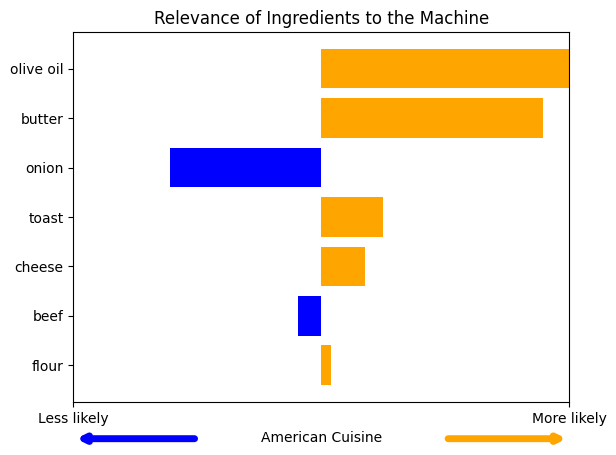 Relevance of Ingredients to the Machine
olive oil
butter
onion
toast
cheese
beef
flour
Less likely
More likely
American Cuisine